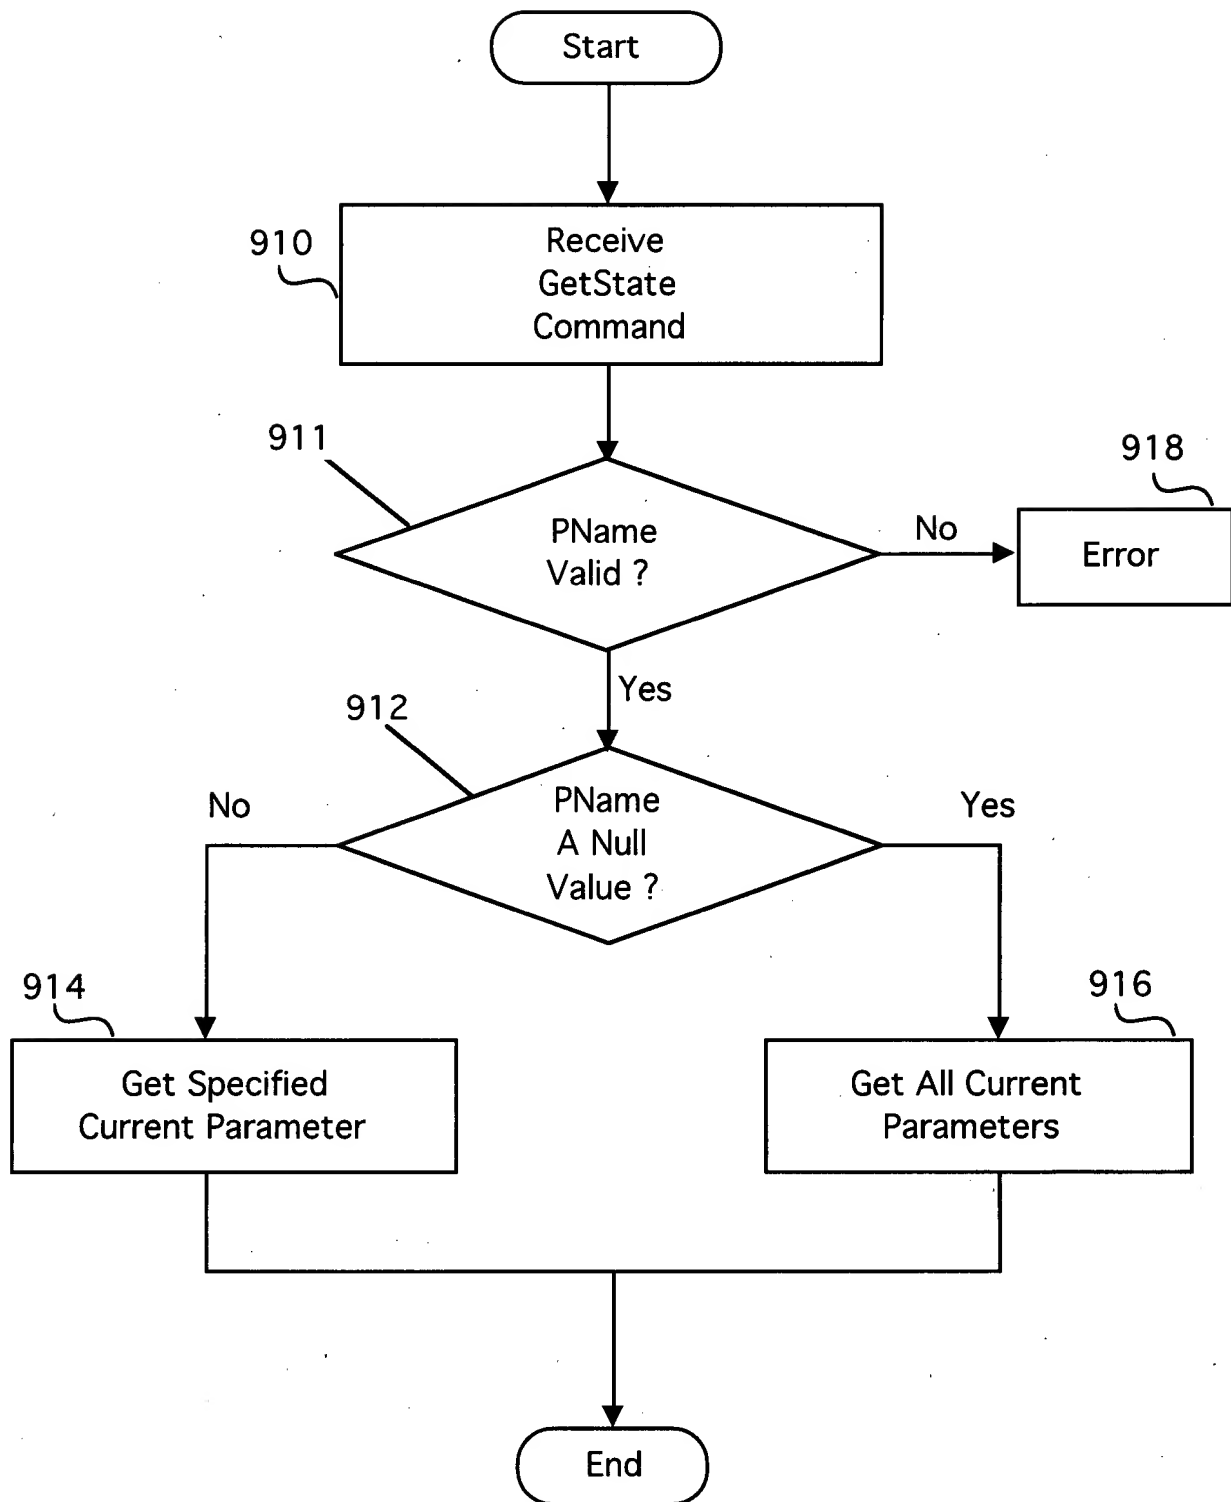 Start
910
Receive
GetState
Command
911
PName
Valid ?
No
918
Error
Yes
912
PName
A Null
Value ?
No
Yes
914
Get Specified
Current Parameter
916
Get All Current
Parameters
End